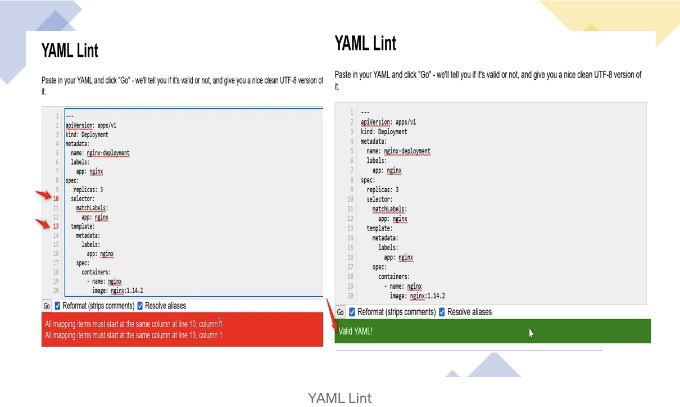 YAML Lint
Paste in your YAML and click "Go" - we'll tell you if it's valid or not, and give you a nice clean UTF-8 version of
it.
1 ---
2 apiVersion: apps/v1
3 kind: Deployment
4 metadata:
5 name: nginx-deployment
6 labels:
7 app: nginx
8 spec:
9 replicas: 3
10 selector:
11 matchLabels:
12 app: nginx
13 template:
14 metadata:
15 labels:
16 app: nginx
17 spec:
18 containers:
19 - name: nginx
20 image: nginx:1.14.2
Go Reformat (strips comments) Resolve aliases
All mapping items must start at the same column at line 10, column
All mapping items must start at the same column at line 13, column 1
YAML Lint
Paste in your YAML and click "Go" - we'll tell you if it's valid or not, and give you a nice clean UTF-8 version of
it.
1 ---
2 apiVersion: apps/v1
3 kind: Deployment
4 metadata:
5 name: nginx-deployment
6 labels:
7 app: nginx
8 spec:
9 replicas: 3
10 selector:
11 matchLabels:
12 app: nginx
13 template:
14 metadata:
15 labels:
16 app: nginx
17 spec:
18 containers:
19 - name: nginx
20 image: nginx:1.14.2
Go Reformat (strips comments) Resolve aliases
Valid YAML!
YAML Lint